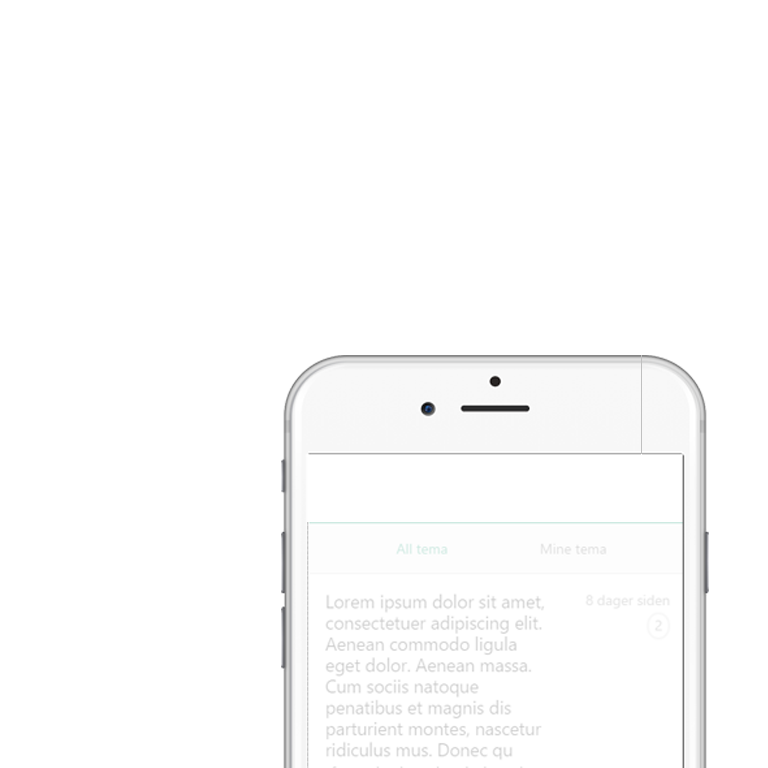 All tema Mine tema
Lorem ipsum dolor sit amet, 8 dager siden
consectetuer adipiscing elit. 2
Aenean commodo ligula
eget dolor. Aenean massa.
Cum sociis natoque
penatibus et magnis dis
parturient montes, nascetur
ridiculus mus. Donec qu